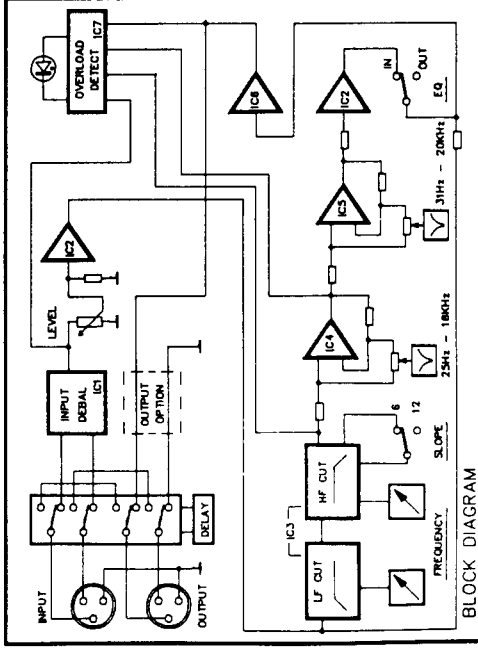 INPUT
OUTPUT
DELAY
INPUT
DEBAL
IC1
OUTPUT
OPTION
LEVEL
IC2
OVERLOAD
DETECT
IC7
IC6
IC2
IN
OUT
EQ
IC5
31Hz - 20KHz
IC4
25Hz - 18KHz
IC3
LF CUT
HF CUT
6
12
FREQUENCY
SLOPE
BLOCK DIAGRAM